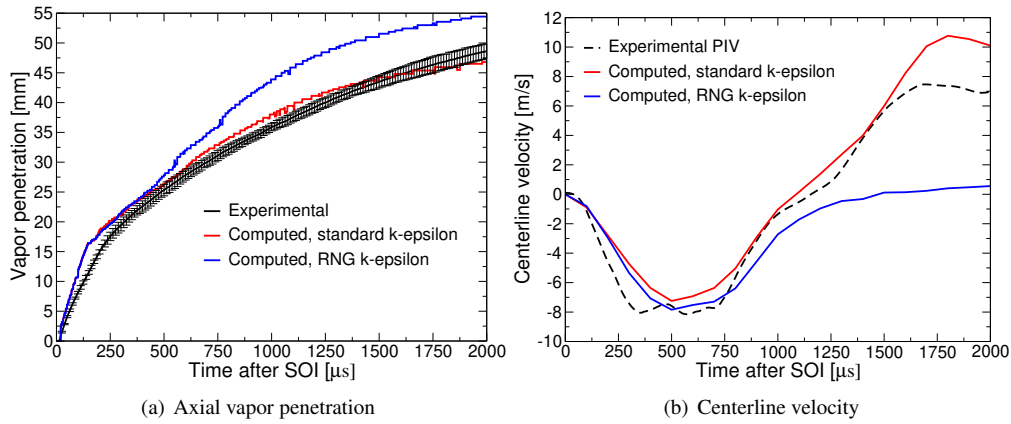 55
50
45
40
35
30
25
20
15
10
5
0
Vapor penetration [mm]
Experimental
Computed, standard k-epsilon
Computed, RNG k-epsilon
0 250 500 750 1000 1250 1500 1750 2000
Time after SOI [µs]
(a) Axial vapor penetration
12
10
8
6
4
2
0
-2
-4
-6
-8
-10
Centerline velocity [m/s]
Experimental PIV
Computed, standard k-epsilon
Computed, RNG k-epsilon
0 250 500 750 1000 1250 1500 1750 2000
Time after SOI [µs]
(b) Centerline velocity